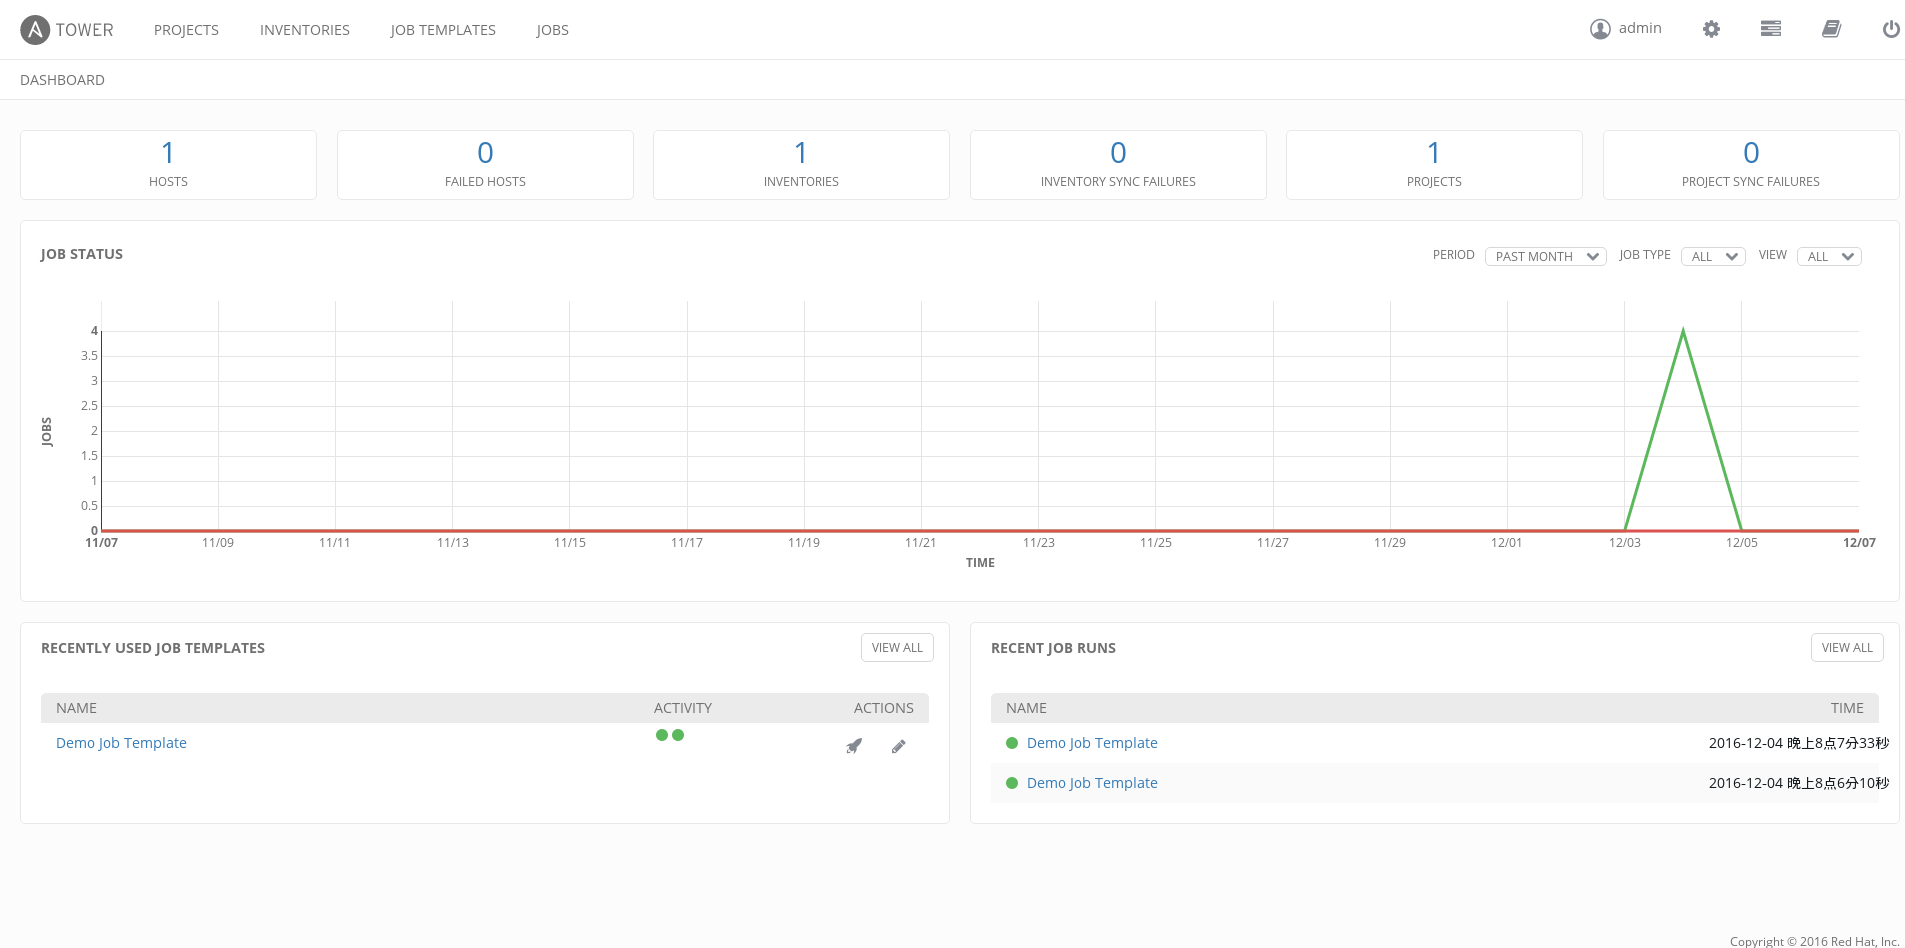 TOWER PROJECTS INVENTORIES JOB TEMPLATES JOBS admin
DASHBOARD
1 0 1 0 1 0
HOSTS FAILED HOSTS INVENTORIES INVENTORY SYNC FAILURES PROJECTS PROJECT SYNC FAILURES
JOB STATUS PERIOD PAST MONTH JOB TYPE ALL VIEW ALL
4
3.5
3
2.5
2
1.5
1
0.5
0
JOBS
11/07 11/09 11/11 11/13 11/15 11/17 11/19 11/21 11/23 11/25 11/27 11/29 12/01 12/03 12/05 12/07
TIME
RECENTLY USED JOB TEMPLATES VIEW ALL
NAME ACTIVITY ACTIONS
Demo Job Template
RECENT JOB RUNS VIEW ALL
NAME TIME
Demo Job Template 2016-12-04 晚上8点7分33秒
Demo Job Template 2016-12-04 晚上8点6分10秒
Copyright © 2016 Red Hat, Inc.